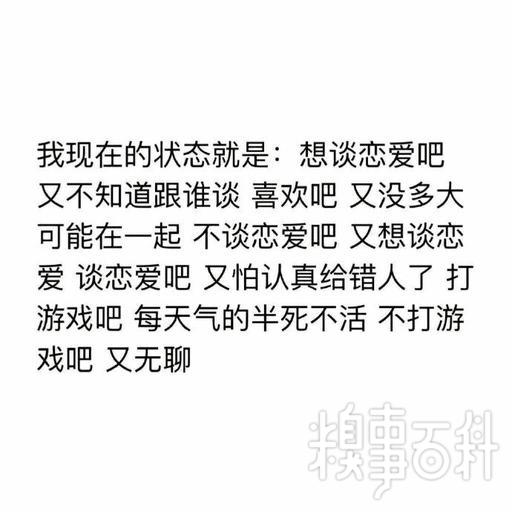 我现在的状态就是：想谈恋爱吧
又不知道跟谁谈 喜欢吧 又没多大
可能在一起 不谈恋爱吧 又想谈恋
爱 谈恋爱吧 又怕认真给错人了 打
游戏吧 每天气的半死不活 不打游
戏吧 又无聊
糗事百科